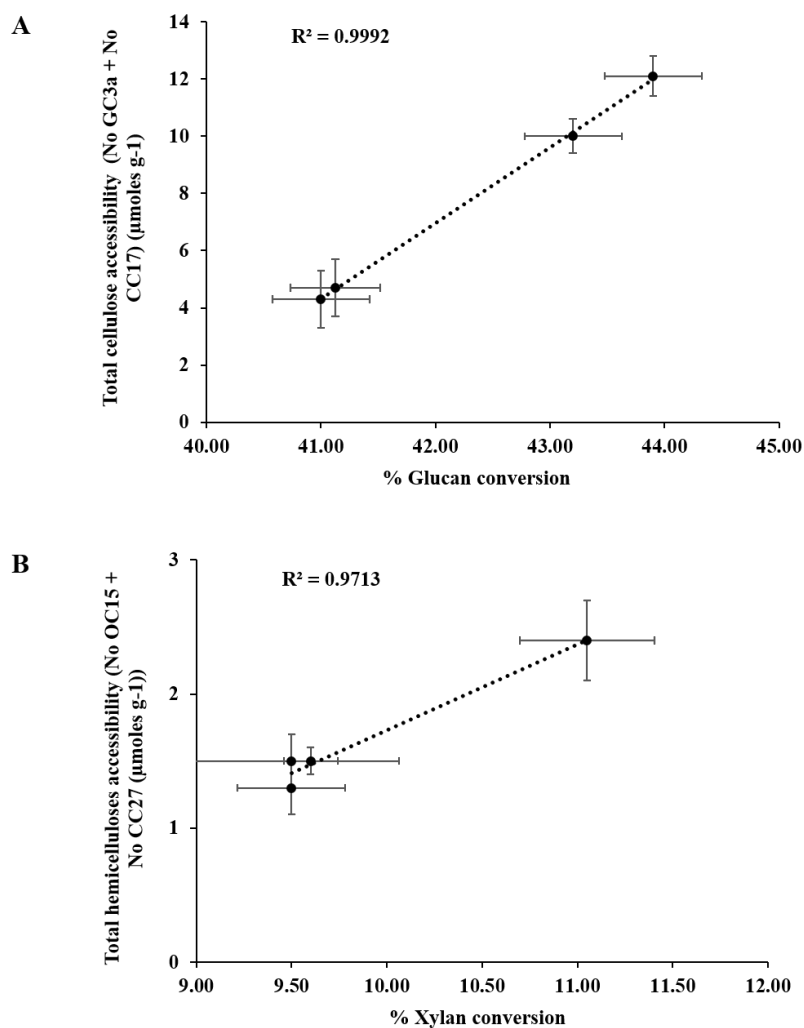 A
R² = 0.9992
Total cellulose accessibility (No GC3a + No
CC17) (µmoles g-1)
14
12
10
8
6
4
2
0
40.00 41.00 42.00 43.00 44.00 45.00
% Glucan conversion
B
R² = 0.9713
Total hemicelluloses accessibility (No OC15 +
No CC27 (µmoles g-1))
3
2
1
0
9.00 9.50 10.00 10.50 11.00 11.50 12.00
% Xylan conversion